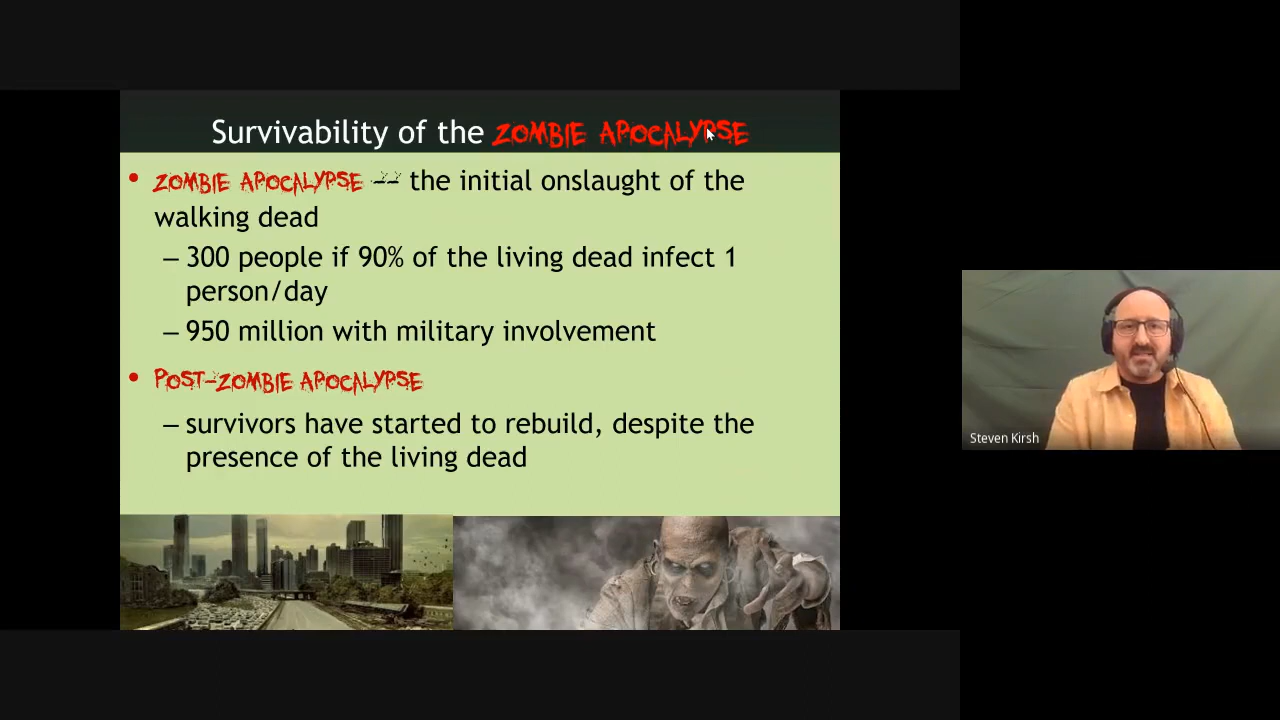 Survivability of the ZOMBIE APOCALYPSE
• ZOMBIE APOCALYPSE -- the initial onslaught of the
walking dead
– 300 people if 90% of the living dead infect 1
person/day
– 950 million with military involvement
• POST-ZOMBIE APOCALYPSE
– survivors have started to rebuild, despite the
presence of the living dead
Steven Kirsh